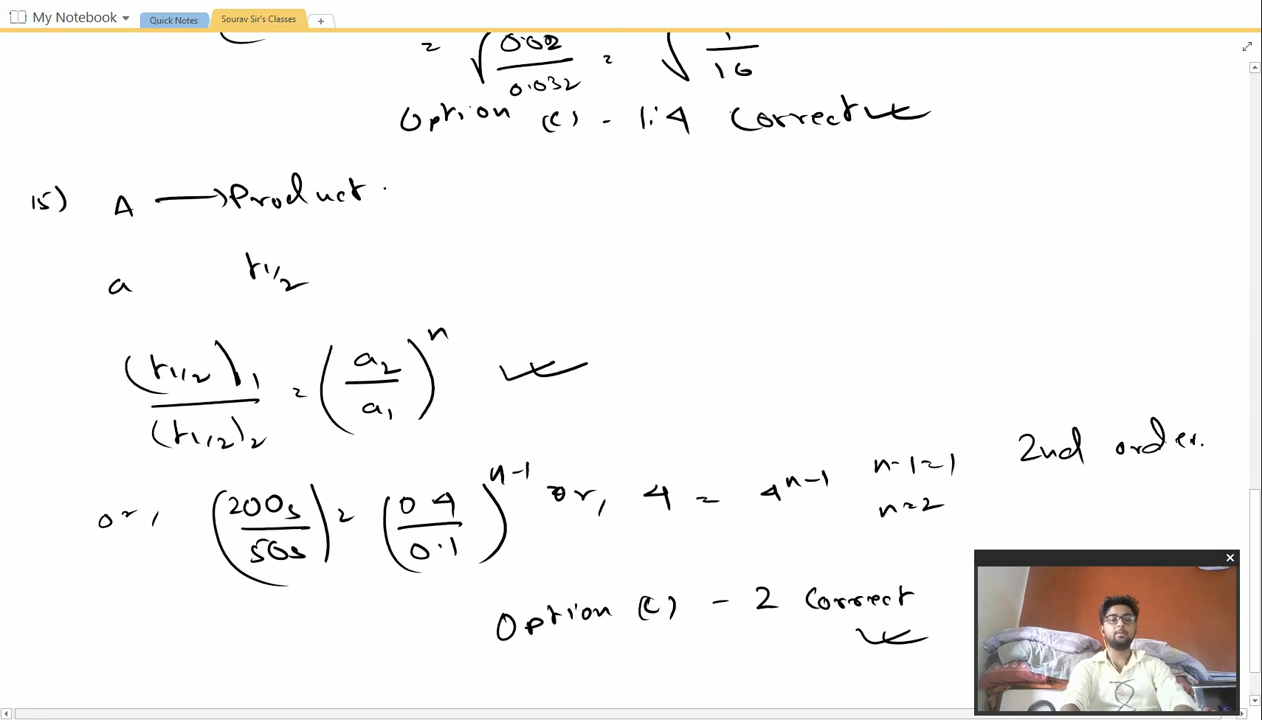 My Notebook
Quick Notes
Sourav Sir's Classes
+
= √(0.02/0.032) = √(1/16)
Option (C) - 1:4 Correct
15) A ⟶ Product.
a t1/2
(t1/2)1/(t1/2)2 = (a2/a1)^n
or, (200s/50s) = (0.4/0.1)^(n-1) or, 4 = 4^(n-1) n-1=1 2nd order.
n=2
Option (C) - 2 Correct